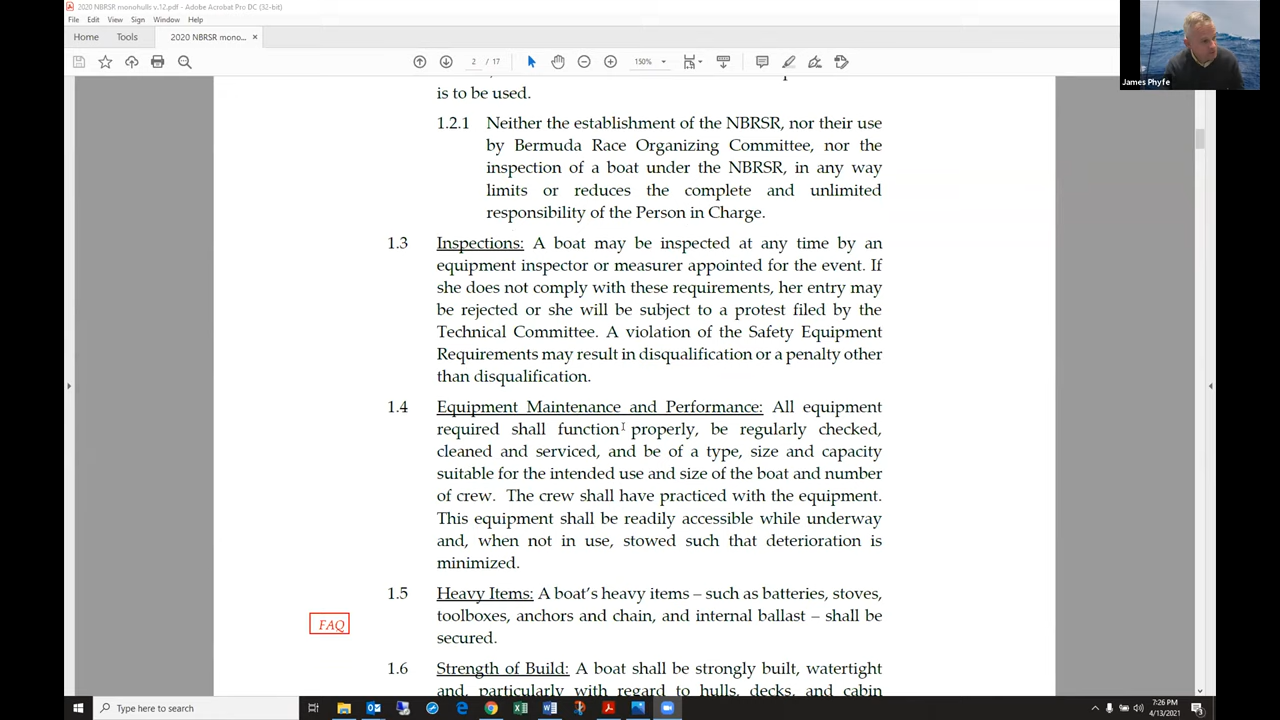 2020 NBRSR monohulls v.12.pdf - Adobe Acrobat Pro DC (32-bit)
File Edit View Sign Window Help
Home Tools 2020 NBRSR mono... ×
2 / 17 150%
James Phyfe
is to be used.
1.2.1 Neither the establishment of the NBRSR, nor their use
by Bermuda Race Organizing Committee, nor the
inspection of a boat under the NBRSR, in any way
limits or reduces the complete and unlimited
responsibility of the Person in Charge.
1.3 Inspections: A boat may be inspected at any time by an
equipment inspector or measurer appointed for the event. If
she does not comply with these requirements, her entry may
be rejected or she will be subject to a protest filed by the
Technical Committee. A violation of the Safety Equipment
Requirements may result in disqualification or a penalty other
than disqualification.
1.4 Equipment Maintenance and Performance: All equipment
required shall function properly, be regularly checked,
cleaned and serviced, and be of a type, size and capacity
suitable for the intended use and size of the boat and number
of crew. The crew shall have practiced with the equipment.
This equipment shall be readily accessible while underway
and, when not in use, stowed such that deterioration is
minimized.
1.5 Heavy Items: A boat's heavy items – such as batteries, stoves,
FAQ toolboxes, anchors and chain, and internal ballast – shall be
secured.
1.6 Strength of Build: A boat shall be strongly built, watertight
and, particularly with regard to hulls, decks, and cabin
Type here to search
7:26 PM
4/13/2021